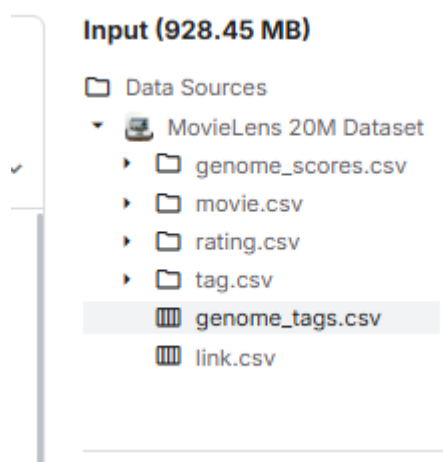 Input (928.45 MB)
Data Sources
MovieLens 20M Dataset
genome_scores.csv
movie.csv
rating.csv
tag.csv
genome_tags.csv
link.csv